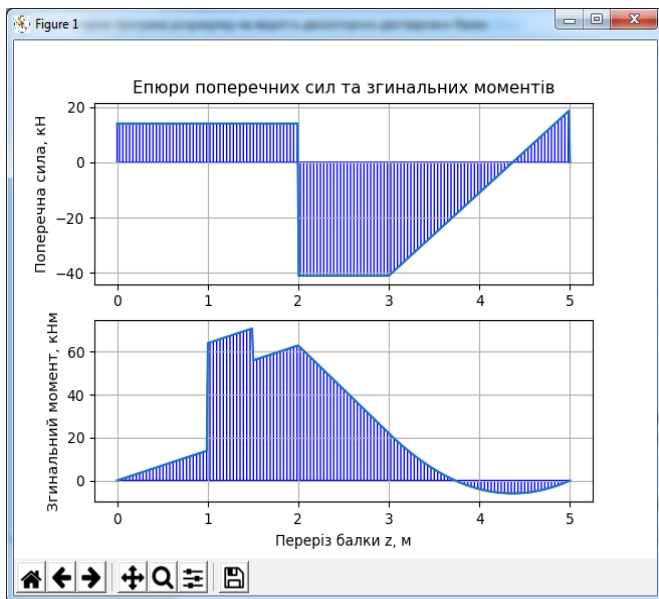 Figure 1
Епюри поперечних сил та згинальних моментів
Поперечна сила, кН
20
0
−20
−40
0 1 2 3 4 5
Згинальний момент, кНм
60
40
20
0
0 1 2 3 4 5
Переріз балки z, м